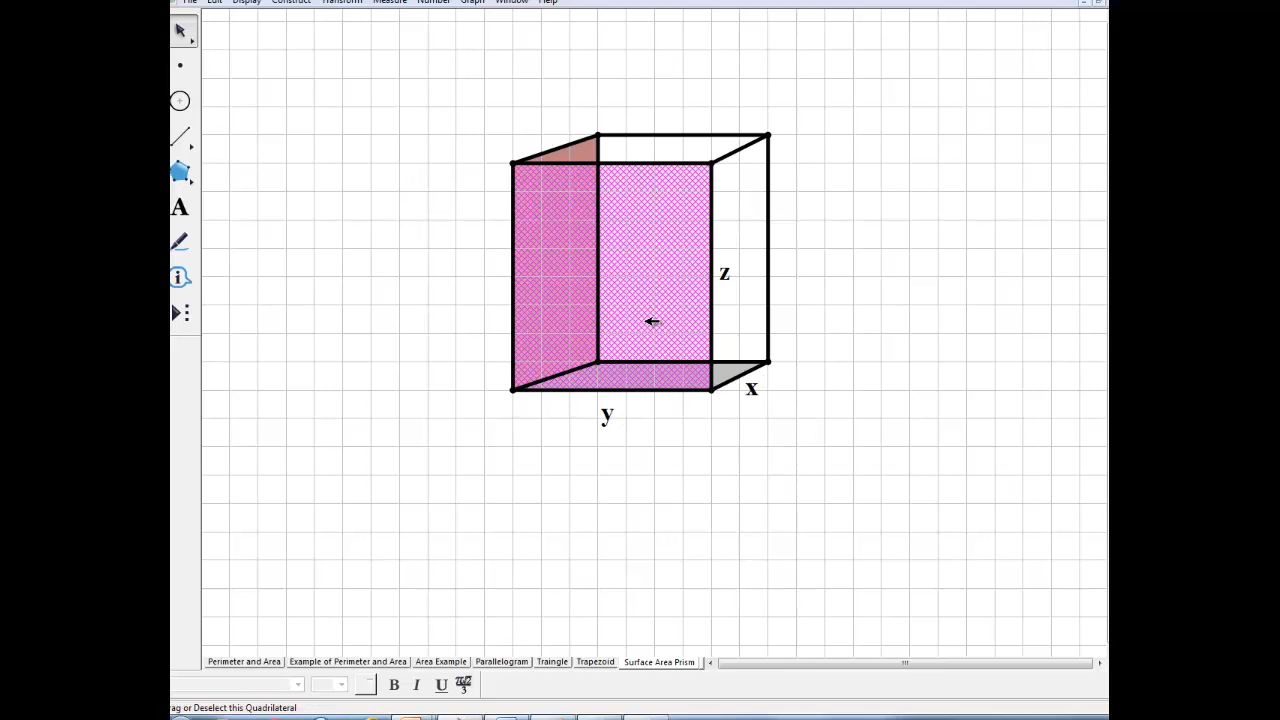 File Edit Display Construct Transform Measure Number Graph Window Help
A
z
x
y
Perimeter and Area Example of Perimeter and Area Area Example Parallelogram Traingle Trapezoid Surface Area Prism
B I U
rag or Deselect this Quadrilateral